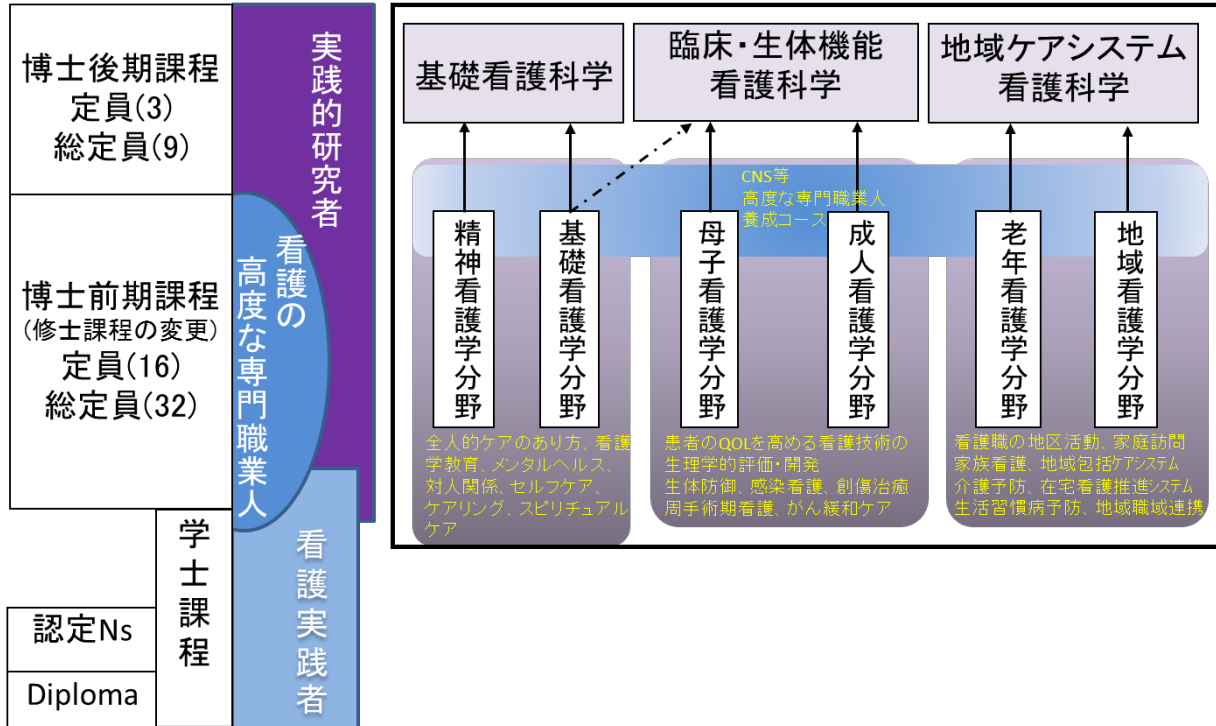 博士後期課程
定員(3)
総定員(9)
博士前期課程
(修士課程の変更)
定員(16)
総定員(32)
学士課程
認定Ns
Diploma
実践的研究者
看護の
高度な専門職業人
看護実践者
基礎看護科学
臨床・生体機能
看護科学
地域ケアシステム
看護科学
CNS等
高度な専門職業人
養成コース
精神看護学分野
基礎看護学分野
母子看護学分野
成人看護学分野
老年看護学分野
地域看護学分野
全人的ケアのあり方、看護
学教育、メンタルヘルス、
対人関係、セルフケア、
ケアリング、スピリチュアル
ケア
患者のQOLを高める看護技術の
生理学的評価・開発
生体防御、感染看護、創傷治癒
周手術期看護、がん緩和ケア
看護職の地区活動、家庭訪問
家族看護、地域包括ケアシステム
介護予防、在宅看護推進システム
生活習慣病予防、地域職域連携